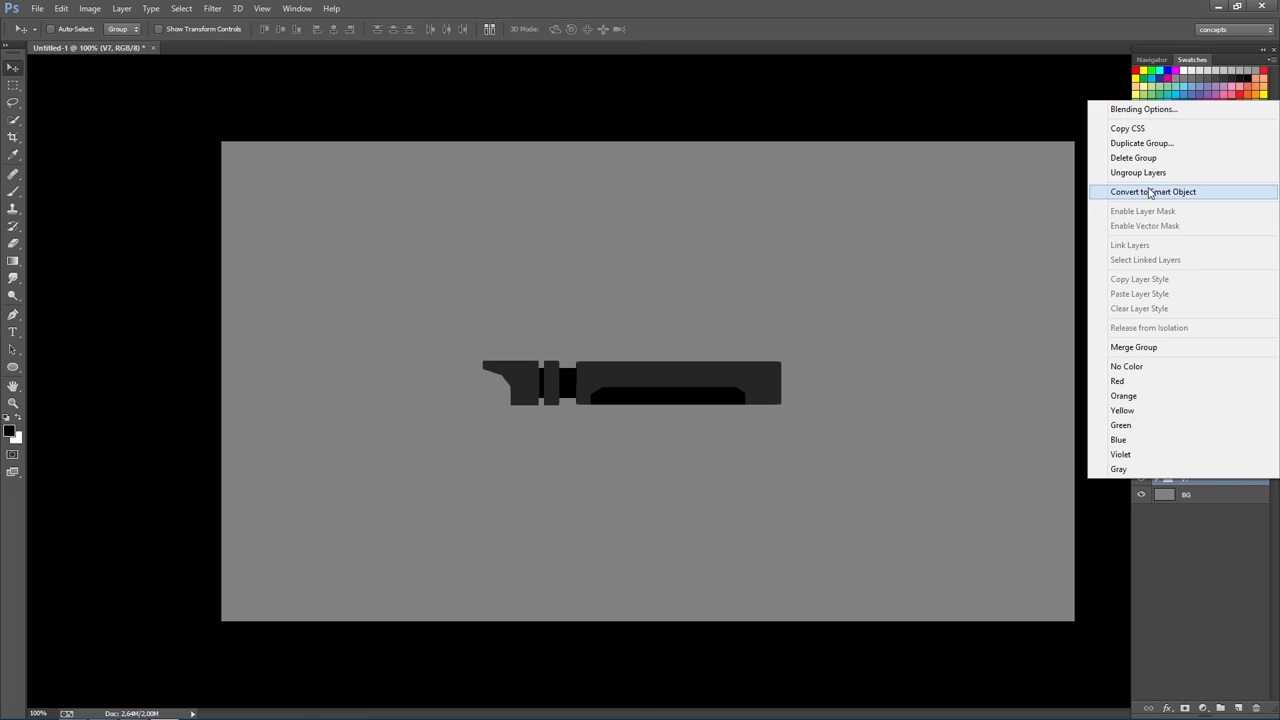 Ps File Edit Image Layer Type Select Filter 3D View Window Help
Auto-Select: Group Show Transform Controls 3D Mode: concepts
Untitled-1 @ 100% (V7, RGB/8) * ×
Navigator Swatches
Blending Options...
Copy CSS
Duplicate Group...
Delete Group
Ungroup Layers
Convert to Smart Object
Enable Layer Mask
Enable Vector Mask
Link Layers
Select Linked Layers
Copy Layer Style
Paste Layer Style
Clear Layer Style
Release from Isolation
Merge Group
No Color
Red
Orange
Yellow
Green
Blue
Violet
Gray
BG
100% Doc: 2,64M/2,00M